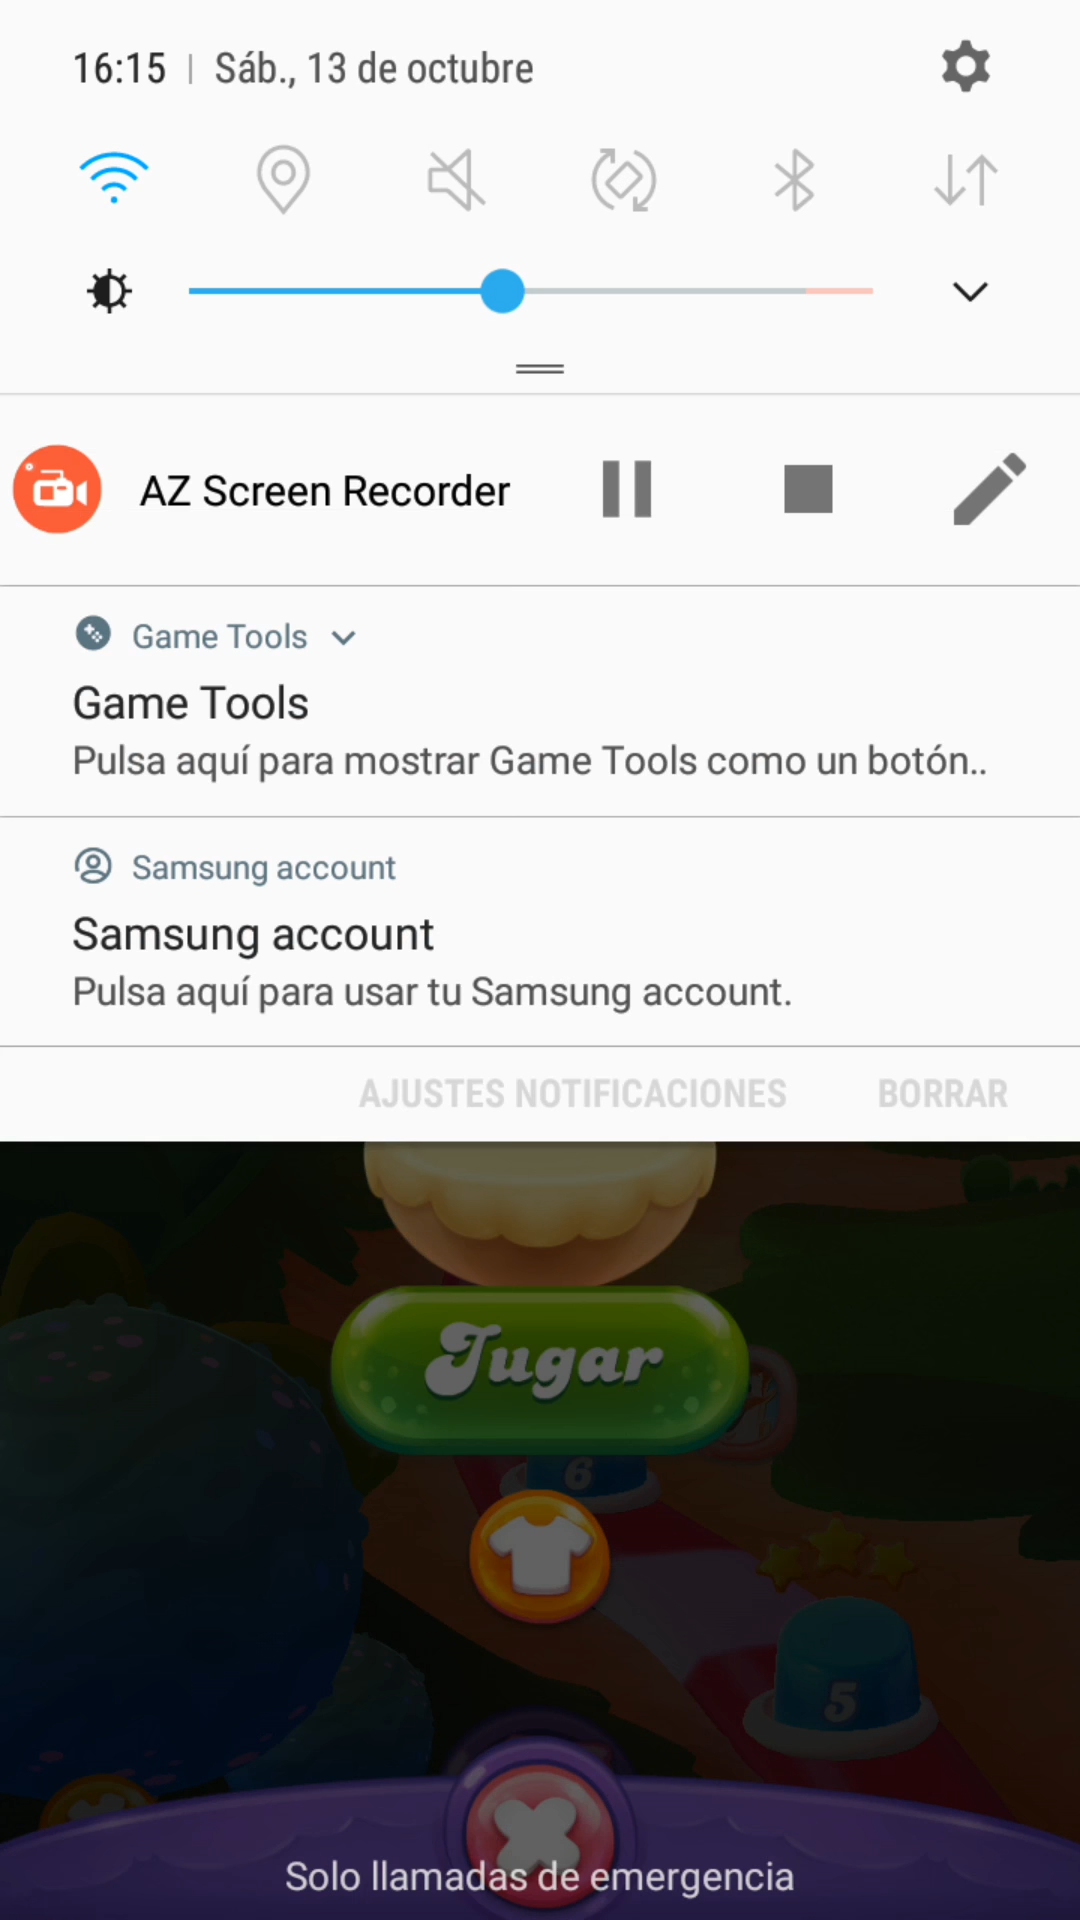 16:15 | Sáb., 13 de octubre
AZ Screen Recorder
Game Tools
Game Tools
Pulsa aquí para mostrar Game Tools como un botón..
Samsung account
Samsung account
Pulsa aquí para usar tu Samsung account.
AJUSTES NOTIFICACIONES BORRAR
Jugar
6
5
Solo llamadas de emergencia